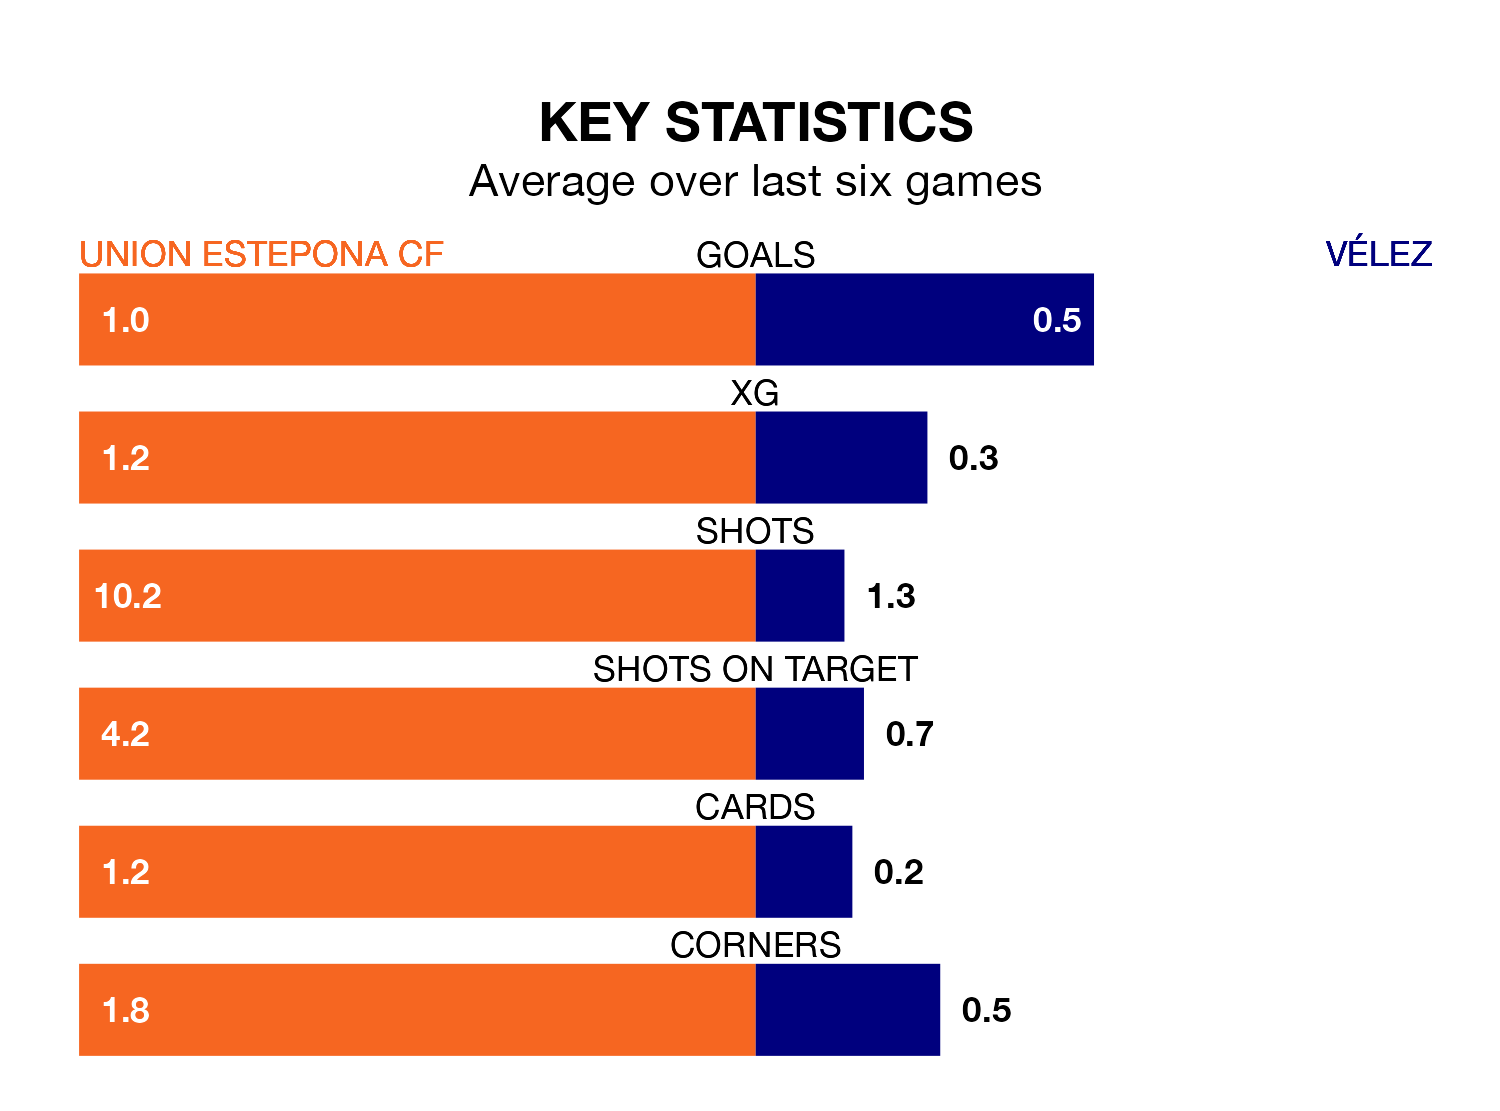 KEY STATISTICS
Average over last six games
UNION ESTEPONA CF GOALS VÉLEZ
1.0 0.5
XG
1.2 0.3
SHOTS
10.2 1.3
SHOTS ON TARGET
4.2 0.7
CARDS
1.2 0.2
CORNERS
1.8 0.5